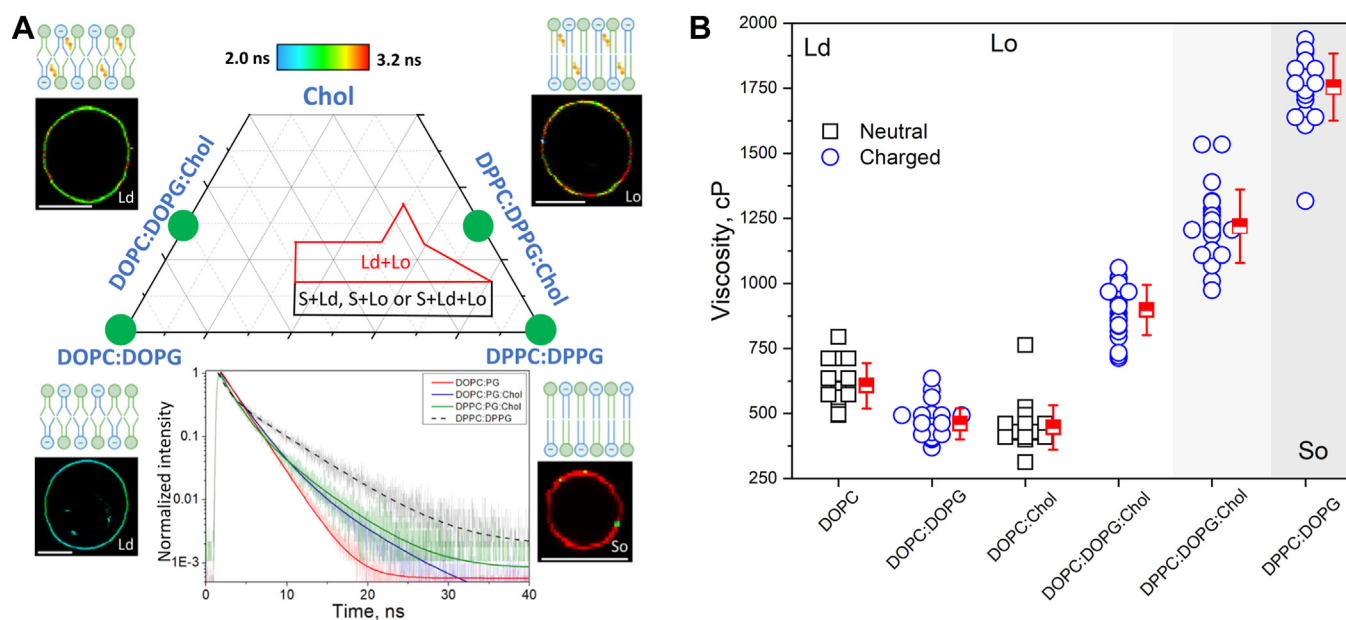 A
2.0 ns
3.2 ns
Ld
Lo
Chol
DOPC:DOPG:Chol
DPPC:DPPG:Chol
Ld+Lo
S+Ld, S+Lo or S+Ld+Lo
DOPC:DOPG
DPPC:DPPG
Ld
So
Normalized intensity
1
0.1
0.01
1E-3
0
10
20
30
40
Time, ns
DOPC:PG
DOPC:PG:Chol
DPPC:PG:Chol
DPPC:DPPG
B
Viscosity, cP
2000
1750
1500
1250
1000
750
500
250
Ld
Lo
So
Neutral
Charged
DOPC
DOPC:DOPG
DOPC:Chol
DOPC:DOPG:Chol
DPPC:DOPG:Chol
DPPC:DOPG